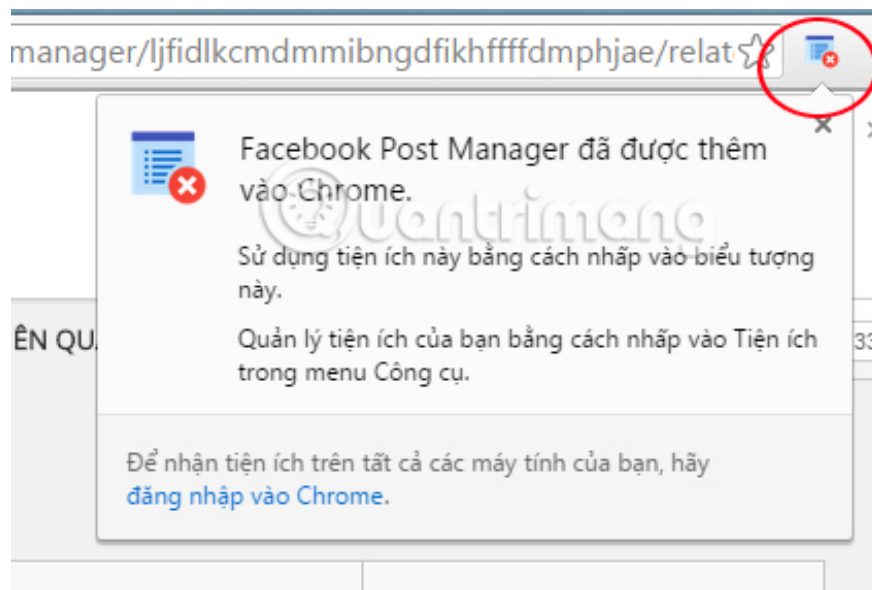 manager/ljfidlkcmdmmibngdfikhffffdmphjae/relat
Facebook Post Manager đã được thêm
vào Chrome.
Quantrimang
Sử dụng tiện ích này bằng cách nhấp vào biểu tượng
này.
ÊN QU
Quản lý tiện ích của bạn bằng cách nhấp vào Tiện ích
33
trong menu Công cụ.
Để nhận tiện ích trên tất cả các máy tính của bạn, hãy
đăng nhập vào Chrome.